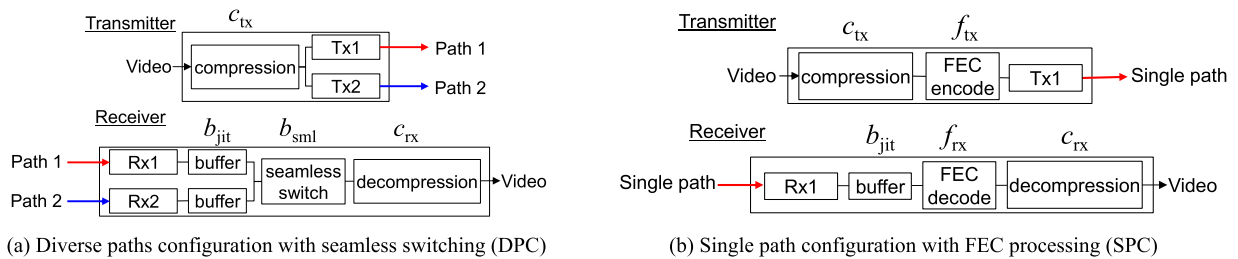 Transmitter
c_tx
Video
compression
Tx1
Tx2
Path 1
Path 2
Receiver
b_jit
b_sml
c_rx
Path 1
Path 2
Rx1
Rx2
buffer
buffer
seamless
switch
decompression
Video
(a) Diverse paths configuration with seamless switching (DPC)
Transmitter
c_tx
f_tx
Video
compression
FEC
encode
Tx1
Single path
Receiver
b_jit
f_rx
c_rx
Single path
Rx1
buffer
FEC
decode
decompression
Video
(b) Single path configuration with FEC processing (SPC)